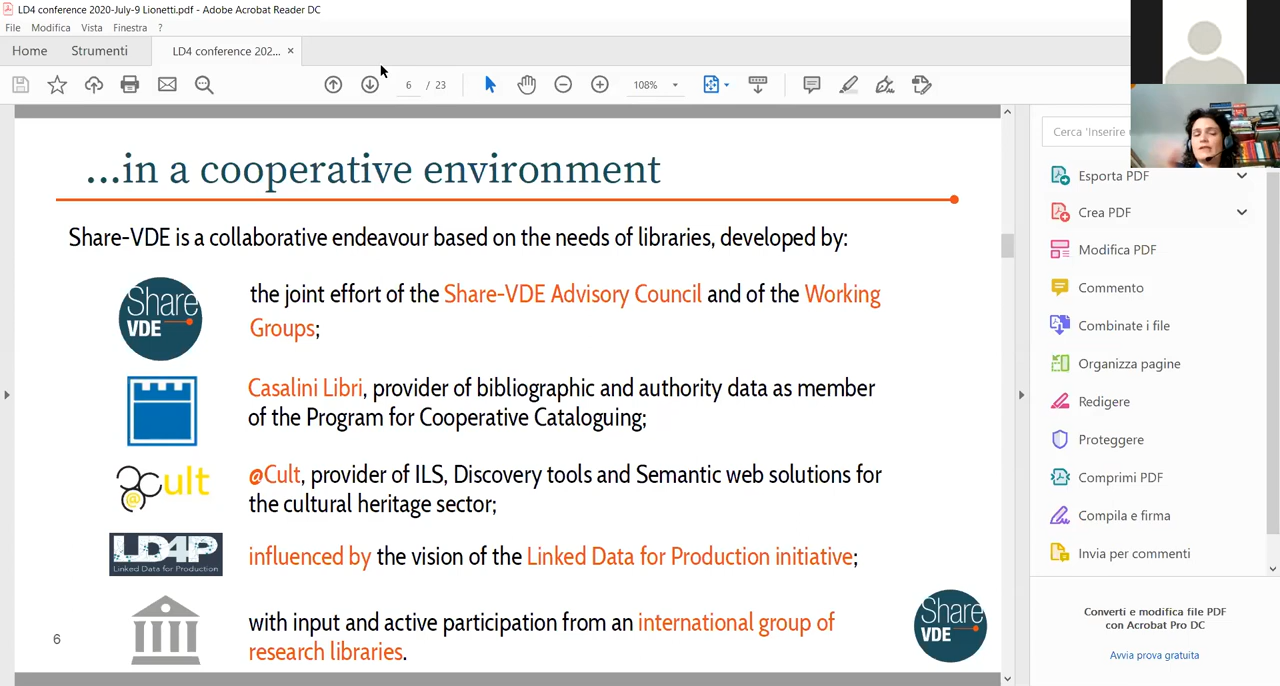 LD4 conference 2020-July-9 Lionetti.pdf - Adobe Acrobat Reader DC
File Modifica Vista Finestra ?
Home Strumenti LD4 conference 202... ×
6 / 23 108%
Cerca 'Inserire
...in a cooperative environment
Share-VDE is a collaborative endeavour based on the needs of libraries, developed by:
Share
VDE
the joint effort of the Share-VDE Advisory Council and of the Working
Groups;
Casalini Libri, provider of bibliographic and authority data as member
of the Program for Cooperative Cataloguing;
@Cult
@Cult, provider of ILS, Discovery tools and Semantic web solutions for
the cultural heritage sector;
LD4P
Linked Data for Production
influenced by the vision of the Linked Data for Production initiative;
with input and active participation from an international group of
research libraries.
6
Share
VDE
Esporta PDF
Crea PDF
Modifica PDF
Commento
Combinate i file
Organizza pagine
Redigere
Proteggere
Comprimi PDF
Compila e firma
Invia per commenti
Converti e modifica file PDF
con Acrobat Pro DC
Avvia prova gratuita